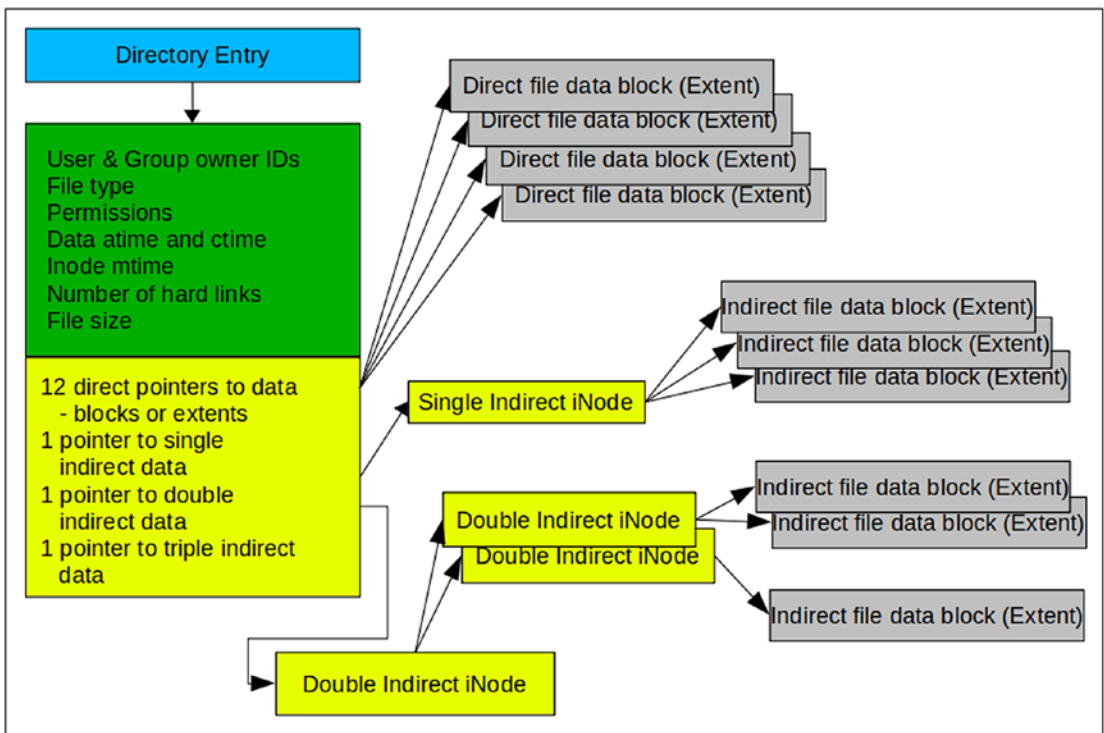 Directory Entry
User & Group owner IDs
File type
Permissions
Data atime and ctime
Inode mtime
Number of hard links
File size
12 direct pointers to data
- blocks or extents
1 pointer to single
indirect data
1 pointer to double
indirect data
1 pointer to triple indirect
data
Direct file data block (Extent)
Direct file data block (Extent)
Direct file data block (Extent)
Direct file data block (Extent)
Single Indirect iNode
Indirect file data block (Extent)
Indirect file data block (Extent)
Indirect file data block (Extent)
Double Indirect iNode
Double Indirect iNode
Indirect file data block (Extent)
Indirect file data block (Extent)
Indirect file data block (Extent)
Double Indirect iNode